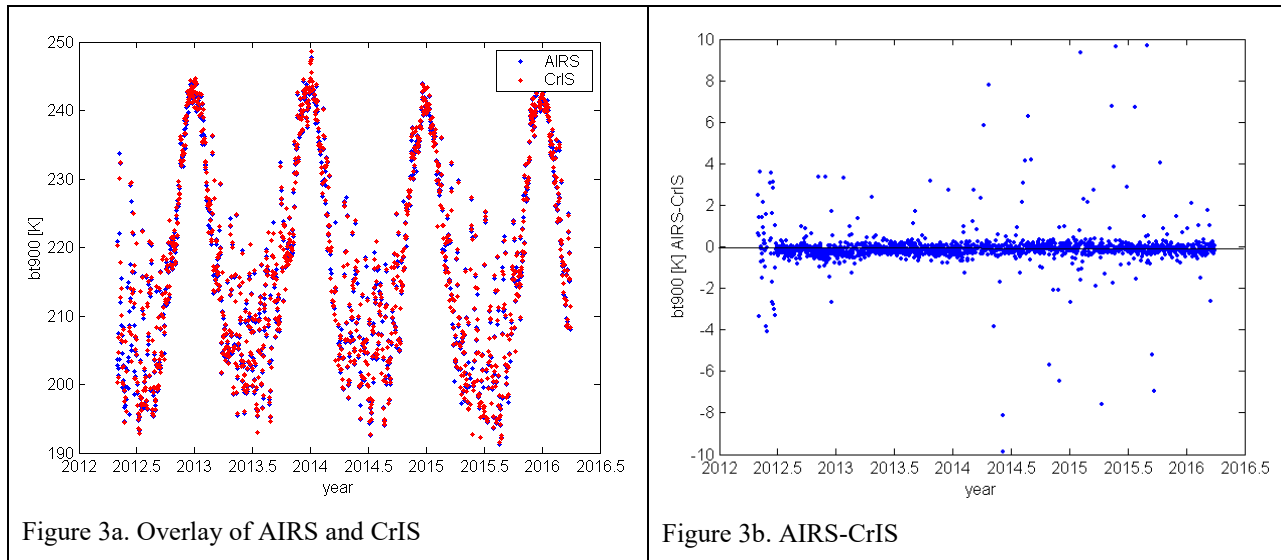 250
240
230
220
210
200
190
bt900 [K]
AIRS
CrIS
2012 2012.5 2013 2013.5 2014 2014.5 2015 2015.5 2016 2016.5
year
Figure 3a. Overlay of AIRS and CrIS
10
8
6
4
2
0
-2
-4
-6
-8
-10
bt900 [K] AIRS-CrIS
2012 2012.5 2013 2013.5 2014 2014.5 2015 2015.5 2016 2016.5
year
Figure 3b. AIRS-CrIS